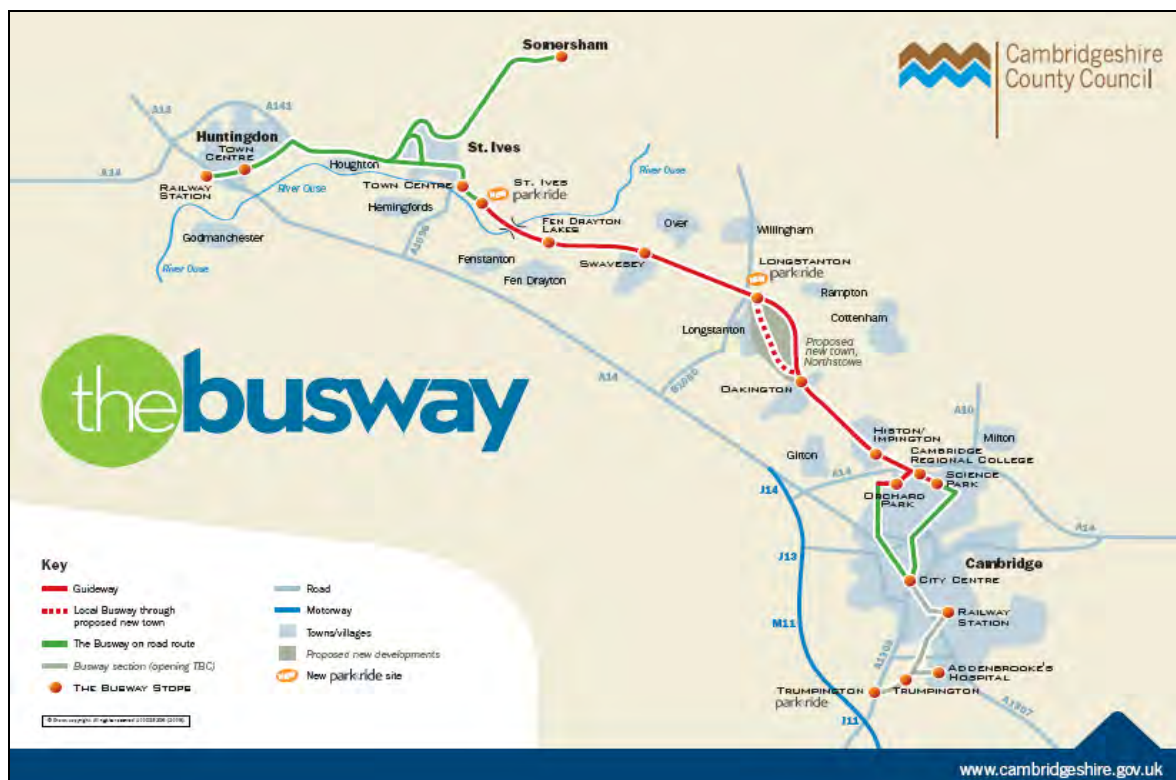 Somersham
Cambridgeshire
County Council
A14
A141
Huntingdon
TOWN
CENTRE
St. Ives
Houghton
A14
RAILWAY
STATION
River Ouse
TOWN CENTRE
NEW
ST. IVES
park&ride
River Ouse
Hemingfords
Godmanchester
A1096
FEN DRAYTON
LAKES
Over
Willingham
River Ouse
Fenstanton
Fen Drayton
SWAVESEY
NEW
LONGSTANTON
park&ride
Rampton
Longstanton
Cottenham
Proposed
new town,
Northstowe
thebusway
A14
B1050
OAKINGTON
A10
HISTON/
IMPINGTON
Milton
Girton
CAMBRIDGE
REGIONAL COLLEGE
A14
SCIENCE
PARK
J14
ORCHARD
PARK
A14
J13
Cambridge
CITY CENTRE
RAILWAY
STATION
M11
A1309
ADDENBROOKE'S
HOSPITAL
TRUMPINGTON
park&ride
TRUMPINGTON
J11
A1307
Key
Guideway
Local Busway through
proposed new town
The Busway on road route
Busway section (opening TBC)
THE BUSWAY STOPS
Road
Motorway
Towns/villages
Proposed new developments
New park&ride site
www.cambridgeshire.gov.uk